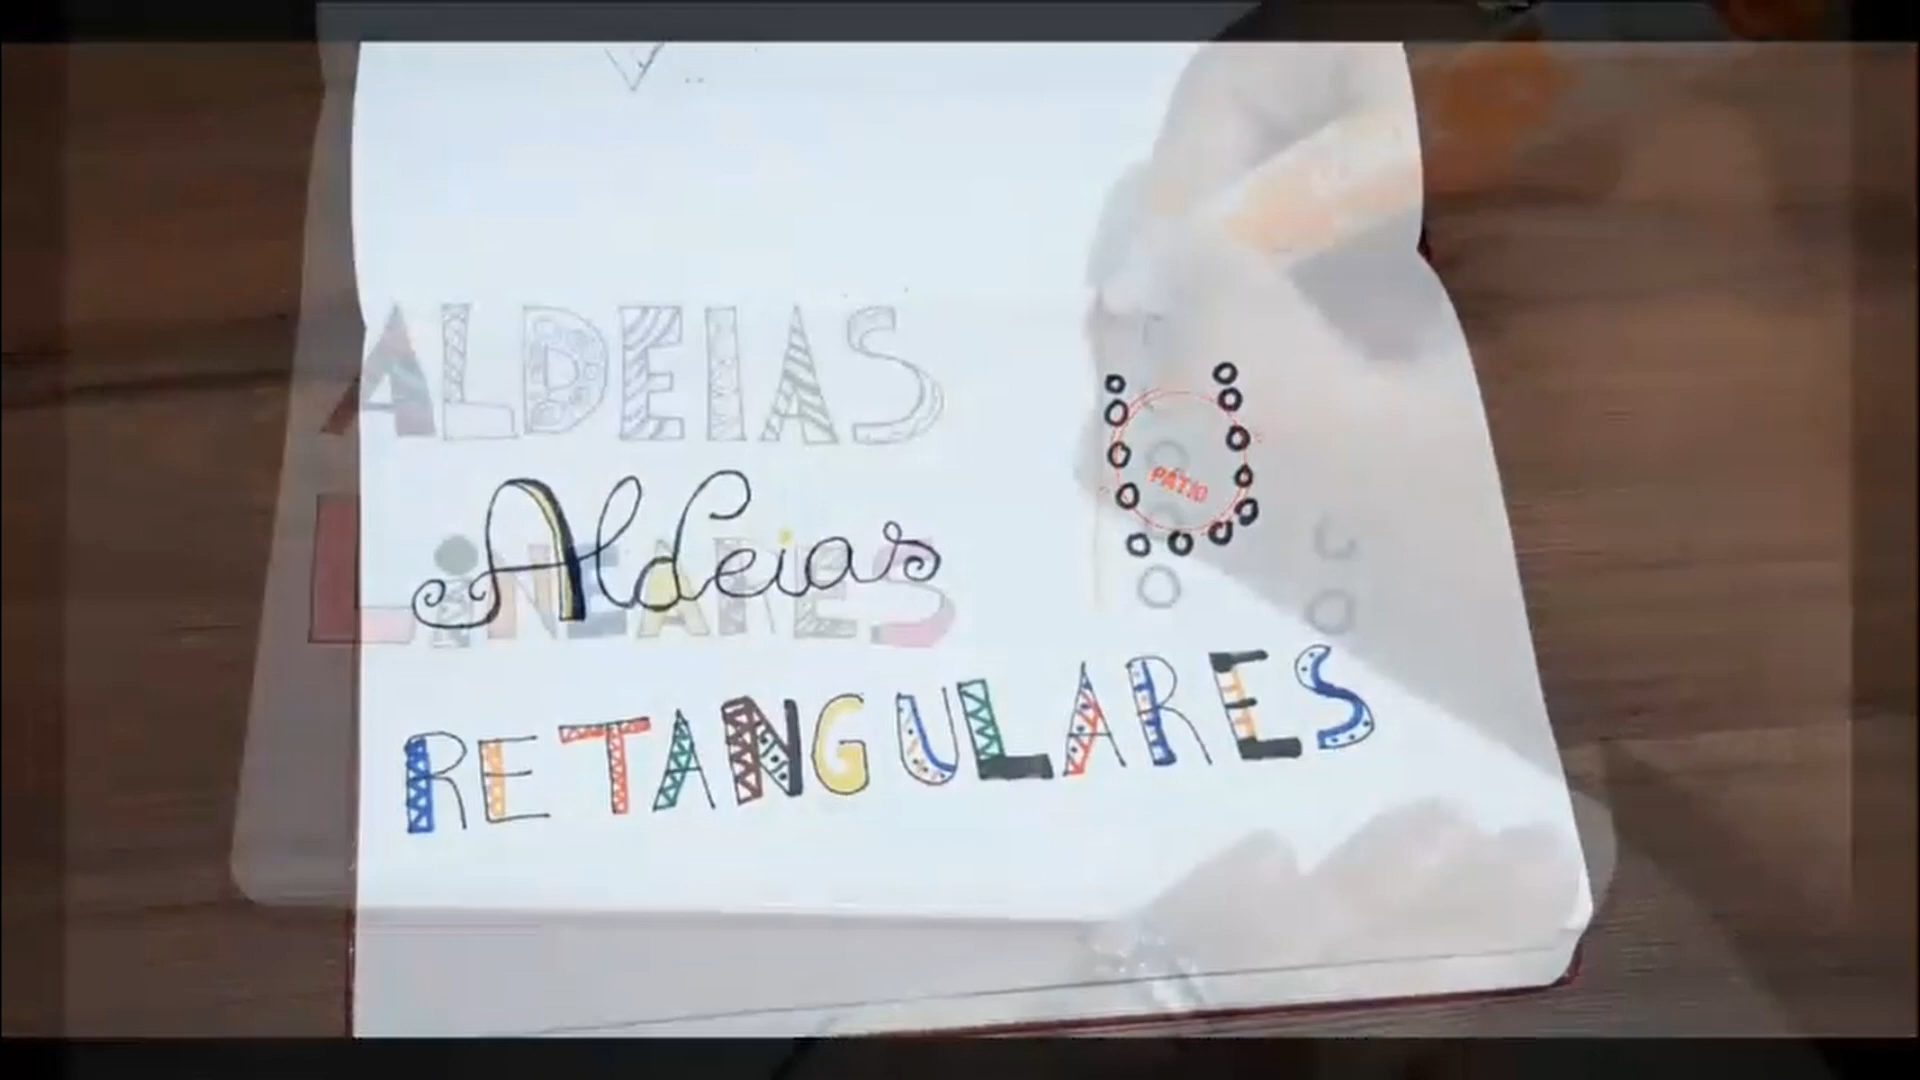 ALDEIAS
PÁTIO
Aldeias
LiNEARES
RETANGULARES